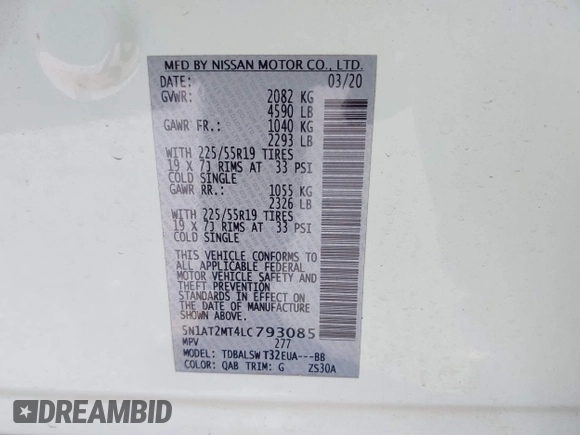 MFD BY NISSAN MOTOR CO., LTD.
DATE: 03/20
GVWR: 2082 KG
4590 LB
GAWR FR.: 1040 KG
2293 LB
WITH 225/55R19 TIRES
19 X 7J RIMS AT 33 PSI
COLD SINGLE
GAWR RR.: 1055 KG
2326 LB
WITH 225/55R19 TIRES
19 X 7J RIMS AT 33 PSI
COLD SINGLE
THIS VEHICLE CONFORMS TO
ALL APPLICABLE FEDERAL
MOTOR VEHICLE SAFETY AND
THEFT PREVENTION
STANDARDS IN EFFECT ON
THE DATE OF MANUFACTURE
SHOWN ABOVE.
5N1AT2MT4LC793085
MPV 277
MODEL: TDBALSW T32EUA---BB
COLOR: QAB TRIM: G ZS30A
DREAMBID